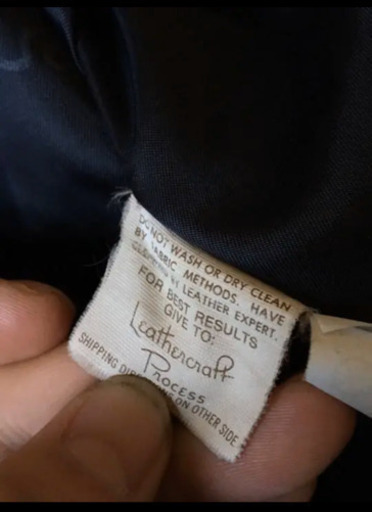 DO NOT WASH OR DRY CLEAN
BY FABRIC METHODS. HAVE
CLEANED BY LEATHER EXPERT.
FOR BEST RESULTS
GIVE TO:
Leathercraft
Process
SHIPPING ON OTHER SIDE